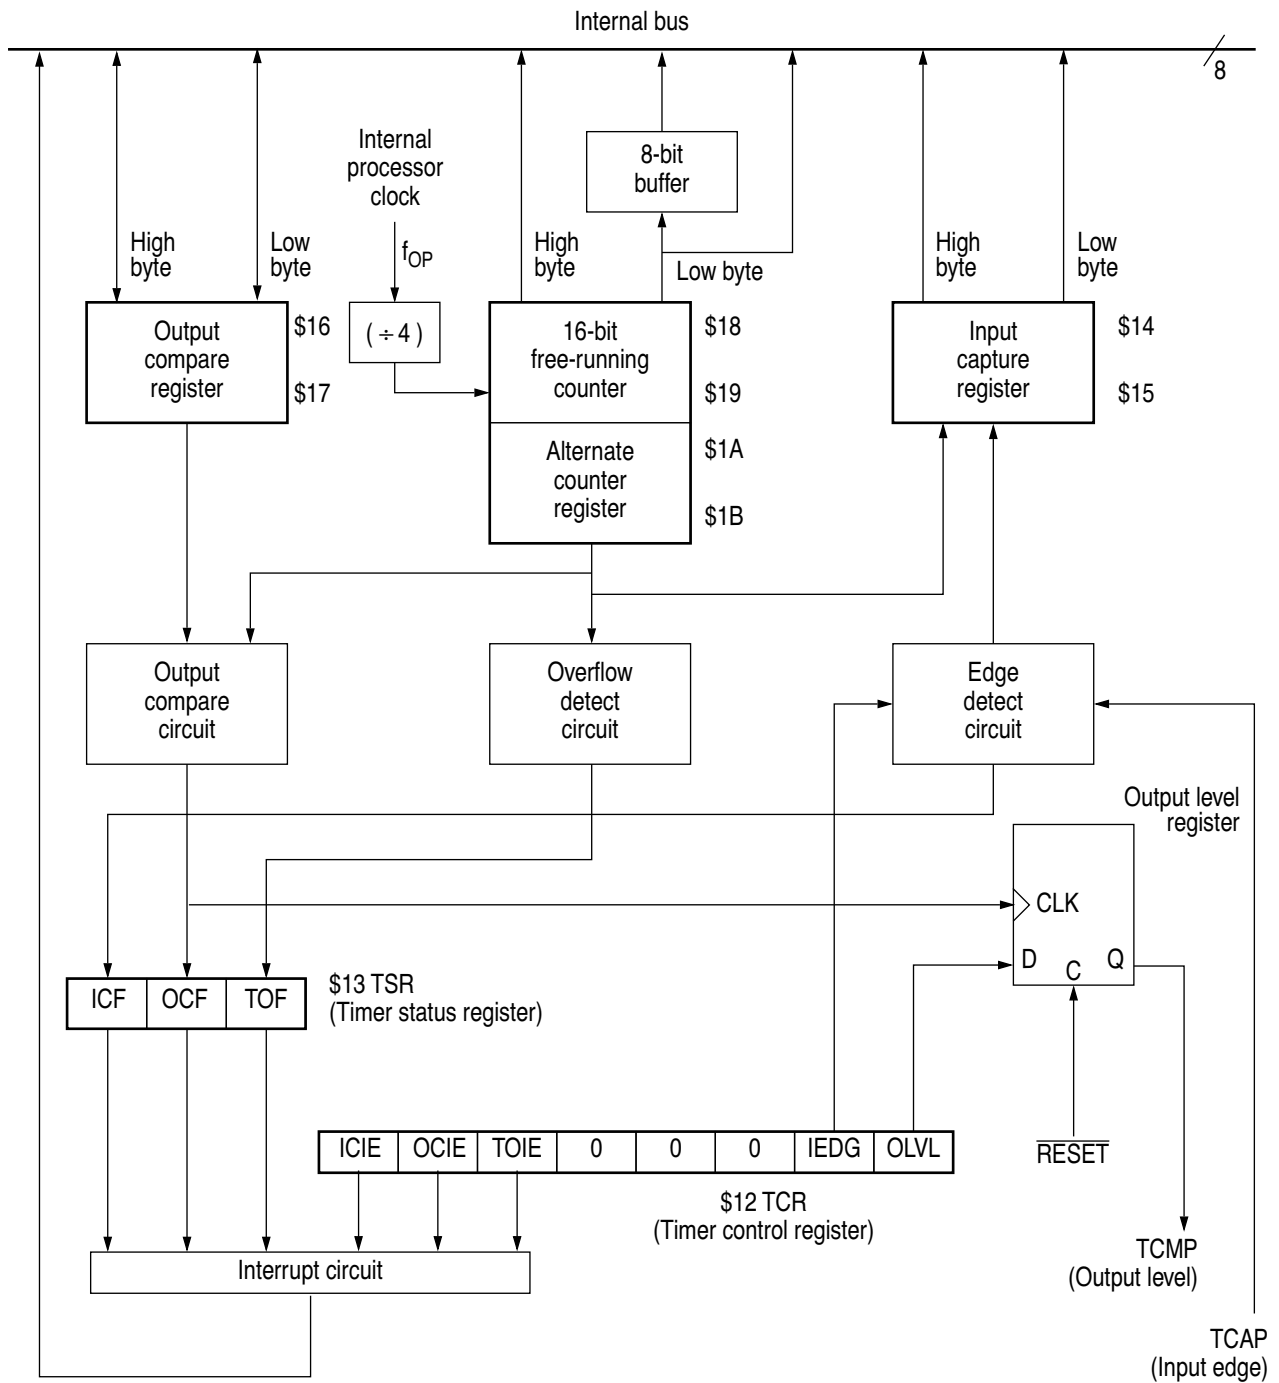 Internal bus
8
Internal
processor
clock
8-bit
buffer
High
byte
Low
byte
fOP
High
byte
Low byte
High
byte
Low
byte
Output
compare
register
$16
$17
( ÷ 4 )
16-bit
free-running
counter
$18
$19
Input
capture
register
$14
$15
Alternate
counter
register
$1A
$1B
Output
compare
circuit
Overflow
detect
circuit
Edge
detect
circuit
Output level
register
CLK
D
C
Q
ICF OCF TOF
$13 TSR
(Timer status register)
ICIE OCIE TOIE 0 0 0 IEDG OLVL
RESET
$12 TCR
(Timer control register)
Interrupt circuit
TCMP
(Output level)
TCAP
(Input edge)